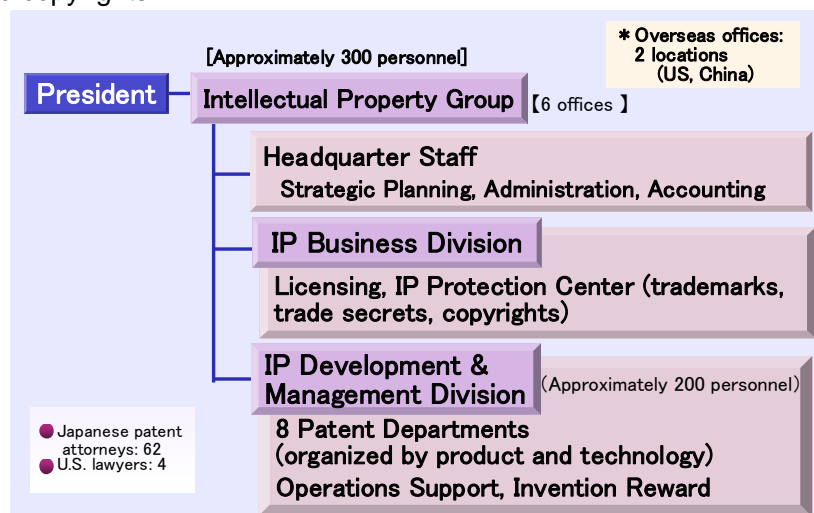 [Approximately 300 personnel]
* Overseas offices:
2 locations
(US, China)
President
Intellectual Property Group
【6 offices 】
Headquarter Staff
Strategic Planning, Administration, Accounting
IP Business Division
Licensing, IP Protection Center (trademarks,
trade secrets, copyrights)
IP Development &
Management Division
(Approximately 200 personnel)
8 Patent Departments
(organized by product and technology)
Operations Support, Invention Reward
Japanese patent
attorneys: 62
U.S. lawyers: 4